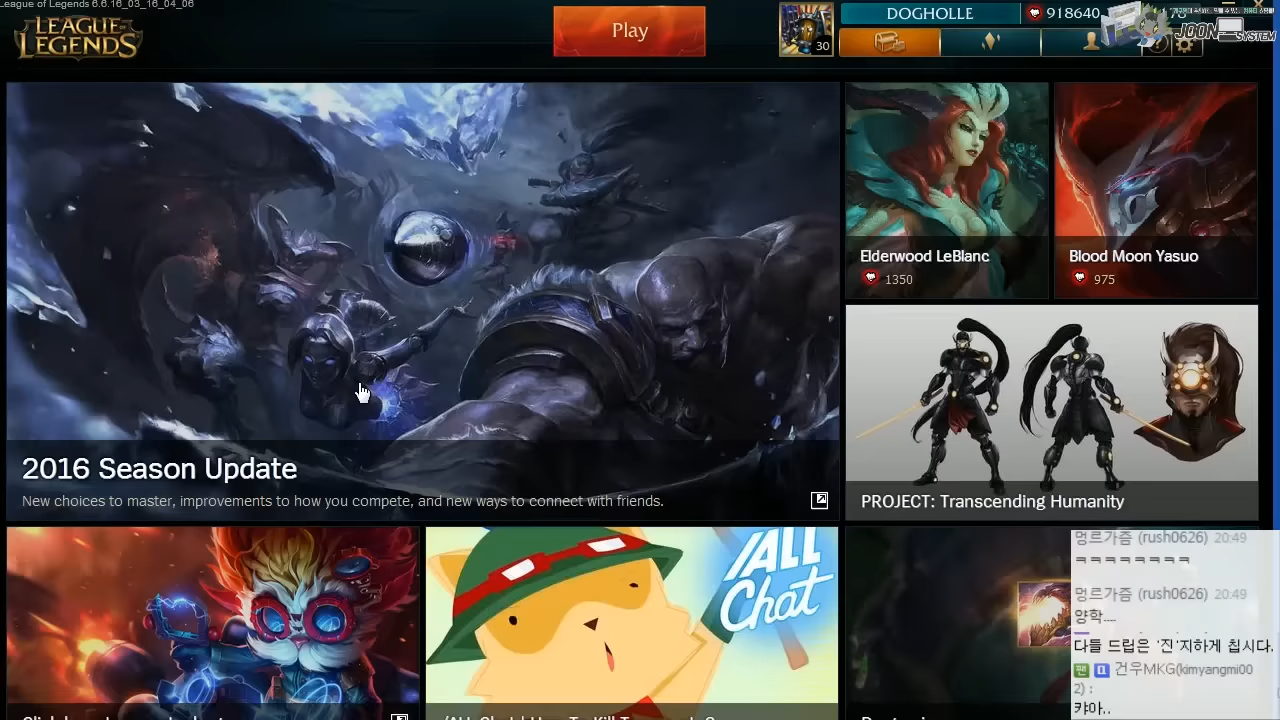 League of Legends 6.6.16_03_16_04_06
LEAGUE OF
LEGENDS
Play
30
DOGHOLLE
918640
JOON
SYSTEM
Elderwood LeBlanc
1350
Blood Moon Yasuo
975
2016 Season Update
New choices to master, improvements to how you compete, and new ways to connect with friends.
PROJECT: Transcending Humanity
/ALL
Chat
멍르가즘 (rush0626) 20:49
ㅋㅋㅋㅋㅋㅋㅋㅋ
멍르가즘 (rush0626) 20:49
양학....
다들 드립은 '진'지하게 칩시다.
팬 건우MKG(kimyangmi00
2) :
캬아..